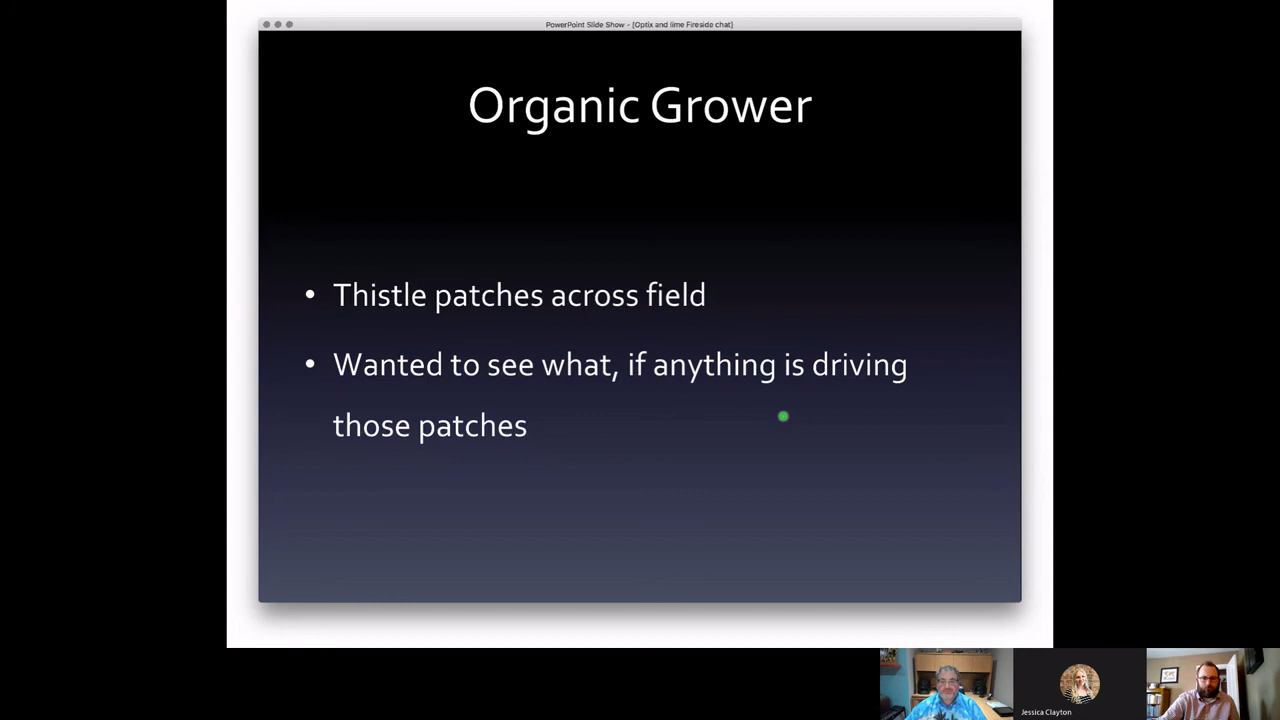 PowerPoint Slide Show - [Optix and lime Fireside chat]
Organic Grower
• Thistle patches across field
• Wanted to see what, if anything is driving
those patches
Jessica Clayton